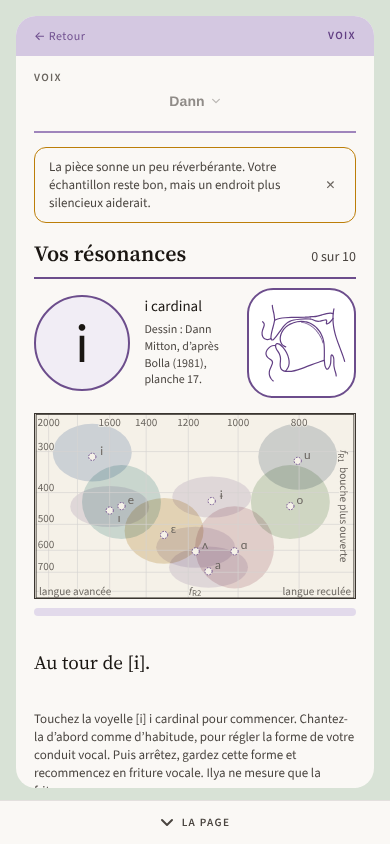 ← Retour
VOIX
VOIX
Dann
La pièce sonne un peu réverbérante. Votre
échantillon reste bon, mais un endroit plus
silencieux aiderait.
×
Vos résonances
0 sur 10
i
i cardinal
Dessin : Dann
Mitton, d’après
Bolla (1981),
planche 17.
2000 1600 1400 1200 1000 800
300
400
500
600
700
i
e
ɪ
ɛ
ɨ
ʌ
a
ɑ
u
o
fR1 bouche plus ouverte
langue avancée
fR2
langue reculée
Au tour de [i].
Touchez la voyelle [i] i cardinal pour commencer. Chantez-
la d’abord comme d’habitude, pour régler la forme de votre
conduit vocal. Puis arrêtez, gardez cette forme et
recommencez en friture vocale. Ilya ne mesure que la
LA PAGE